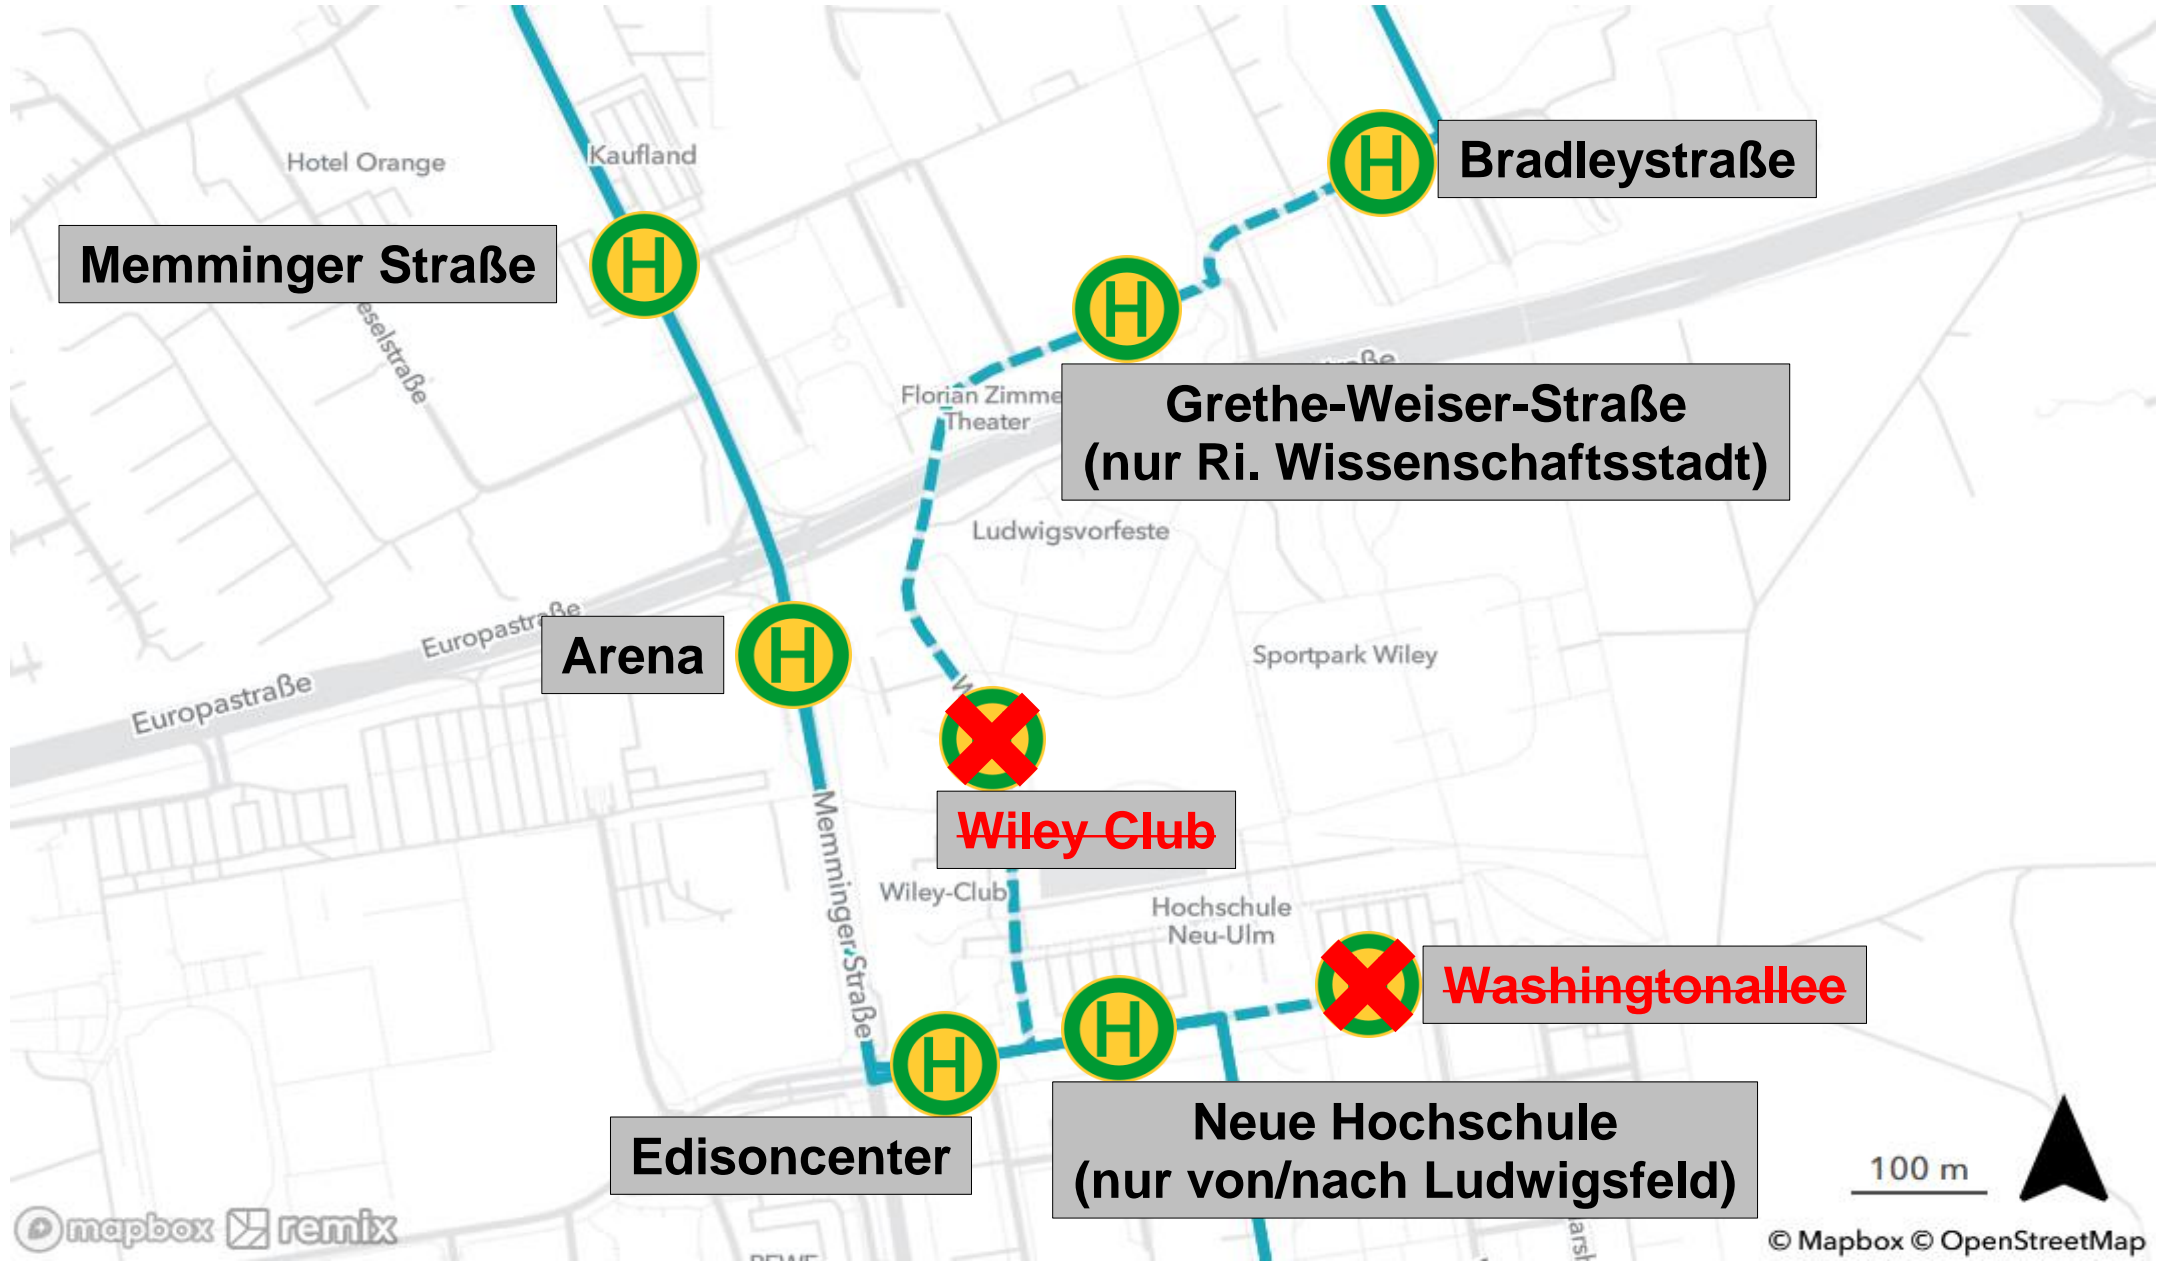 Hotel Orange
Kaufland
Bradleystraße
Memminger Straße
eselstraße
Florian Zimme
Theater
Grethe-Weiser-Straße
(nur Ri. Wissenschaftsstadt)
Ludwigsvorfeste
Europastraße
Arena
Sportpark Wiley
Europastraße
Wiley Club
Memminger Straße
Wiley-Club
Hochschule
Neu-Ulm
Washingtonallee
Edisoncenter
Neue Hochschule
(nur von/nach Ludwigsfeld)
100 m
mapbox remix
© Mapbox © OpenStreetMap